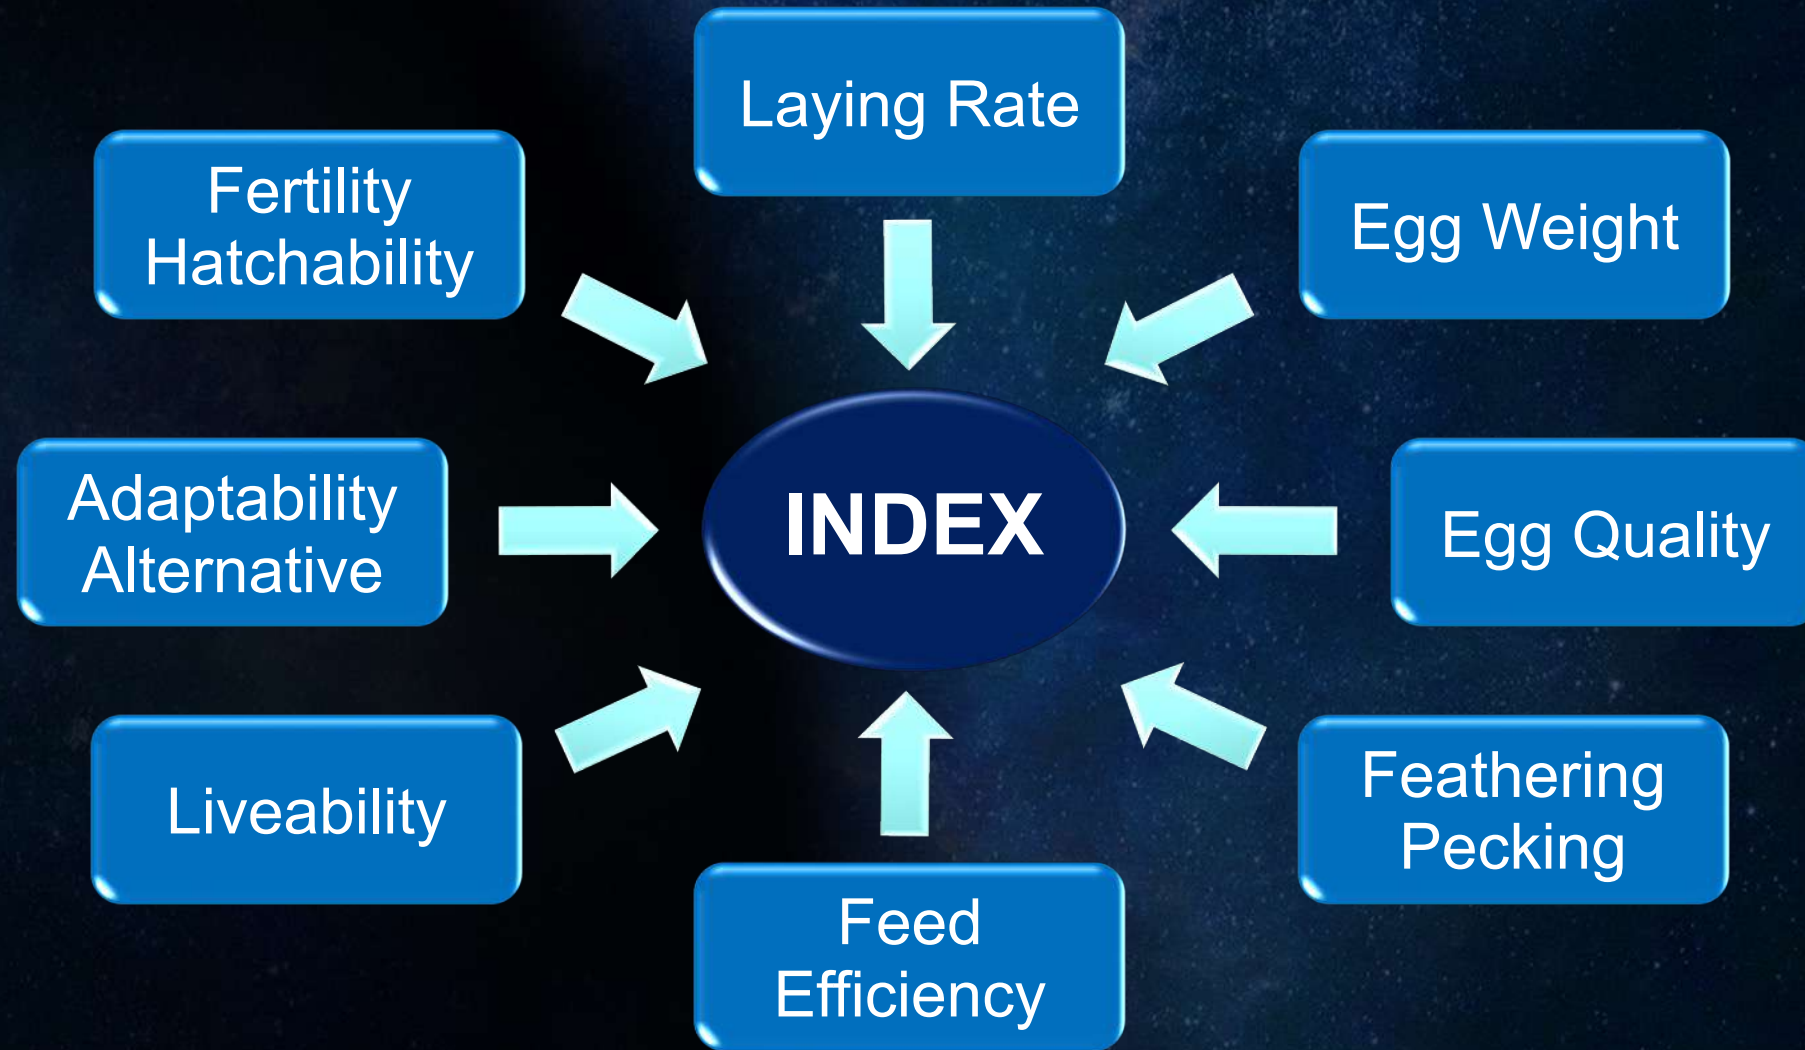 Laying Rate
Fertility
Hatchability
Egg Weight
Adaptability
Alternative
INDEX
Egg Quality
Liveability
Feathering
Pecking
Feed
Efficiency